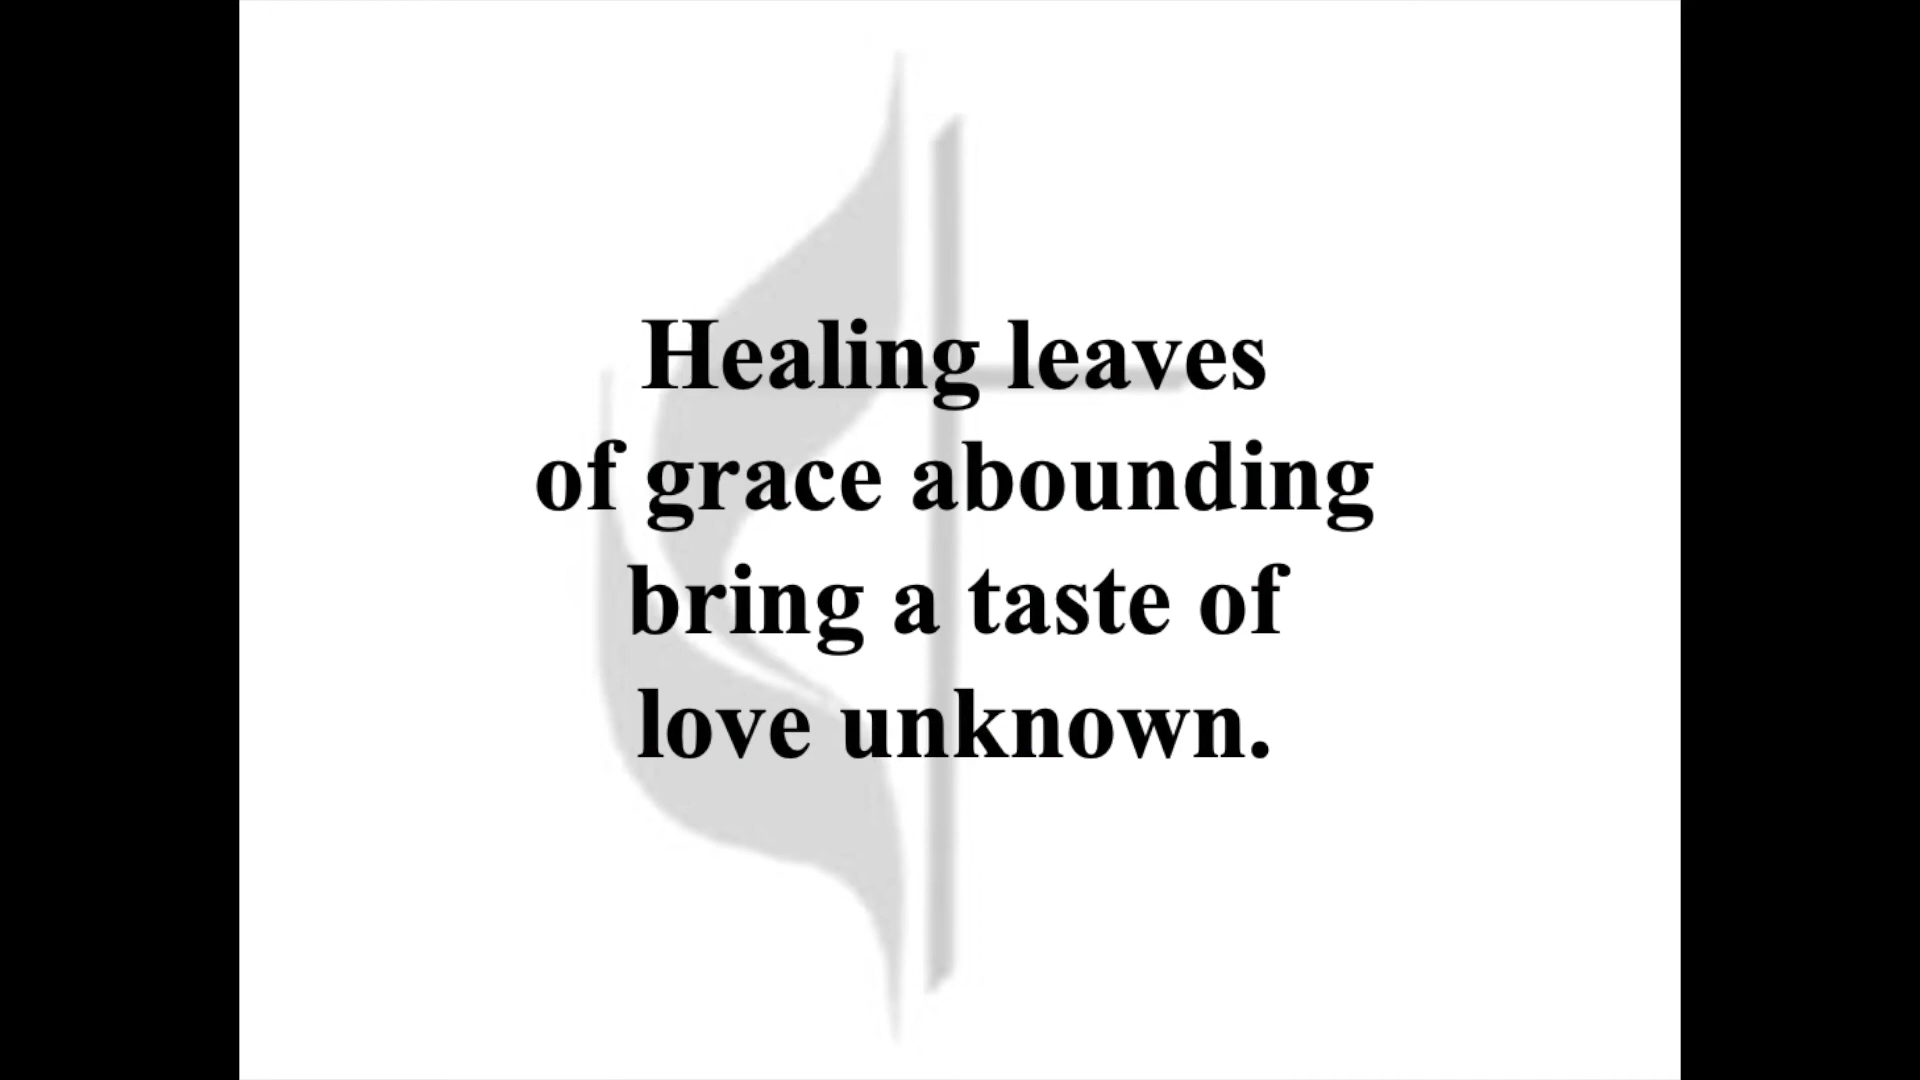 Healing leaves
of grace abounding
bring a taste of
love unknown.